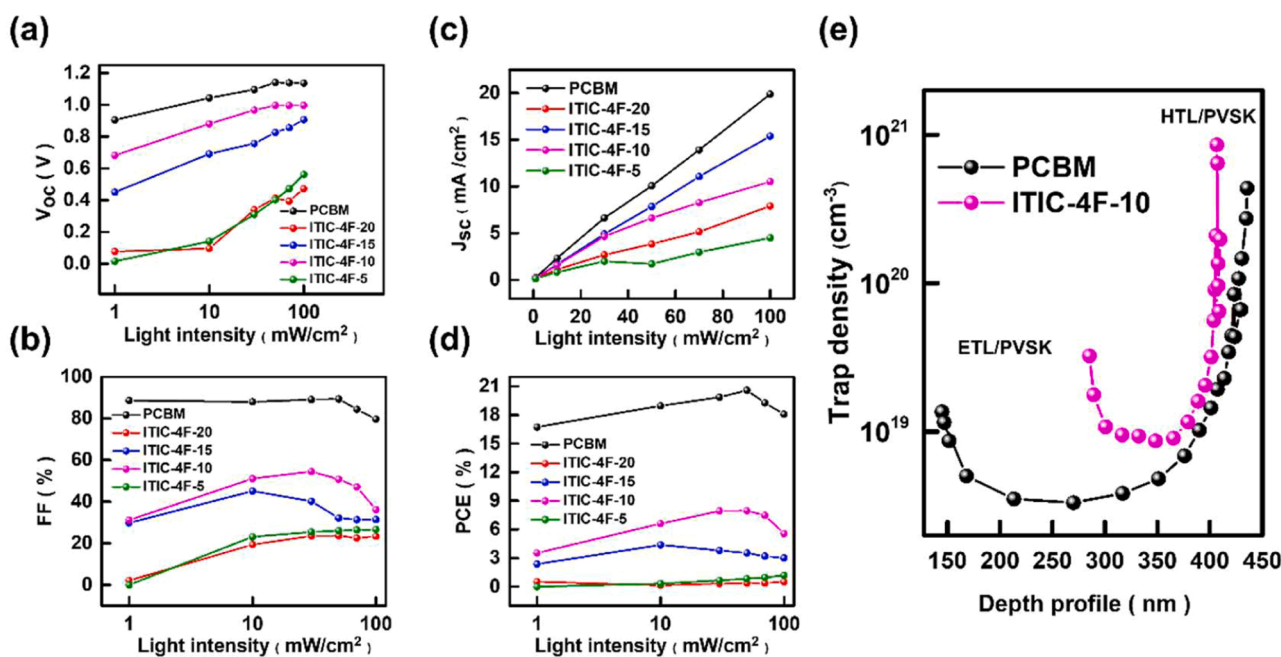 (a)
1.2
1.0
0.8
0.6
0.4
0.2
0.0
V_OC ( V )
PCBM
ITIC-4F-20
ITIC-4F-15
ITIC-4F-10
ITIC-4F-5
1 10 100
Light intensity ( mW/cm²)
(b)
100
80
60
40
20
0
FF ( % )
PCBM
ITIC-4F-20
ITIC-4F-15
ITIC-4F-10
ITIC-4F-5
1 10 100
Light intensity ( mW/cm²)
(c)
20
15
10
5
0
Jsc ( mA /cm²)
PCBM
ITIC-4F-20
ITIC-4F-15
ITIC-4F-10
ITIC-4F-5
0 20 40 60 80 100
Light intensity ( mW/cm²)
(d)
21
18
15
12
9
6
3
0
PCE ( % )
PCBM
ITIC-4F-20
ITIC-4F-15
ITIC-4F-10
ITIC-4F-5
1 10 100
Light intensity ( mW/cm²)
(e)
10²¹
10²⁰
10¹⁹
Trap density (cm⁻³)
HTL/PVSK
PCBM
ITIC-4F-10
ETL/PVSK
150 200 250 300 350 400 450
Depth profile ( nm )